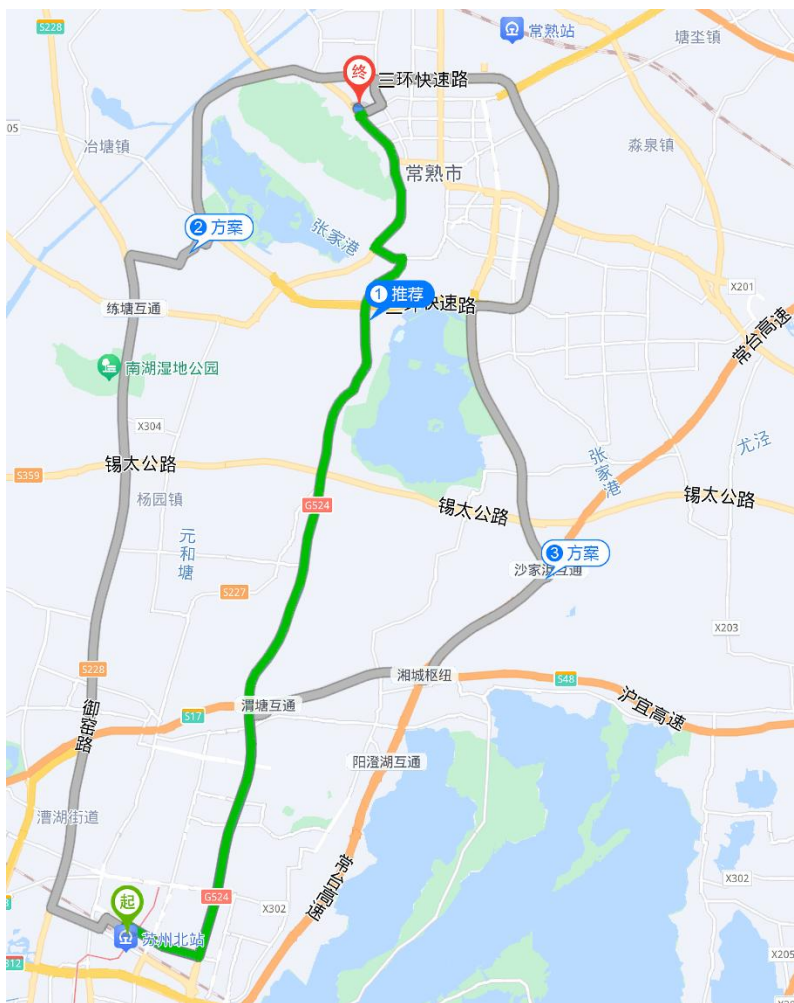 S228
常熟站
塘坣镇
终
三环快速路
05
冶塘镇
淼泉镇
常熟市
张家港
2 方案
X201
1 推荐
三环快速路
练塘互通
常台高速
南湖湿地公园
X304
尤泾
张家港
锡太公路
S359
锡太公路
杨园镇
G524
锡太公路
元和塘
3 方案
沙家浜互通
S227
X203
S228
湘城枢纽
S48
沪宜高速
渭塘互通
S17
御窑路
阳澄湖互通
漕湖街道
常台高速
X302
起
G524
X302
苏州北站
X205
312